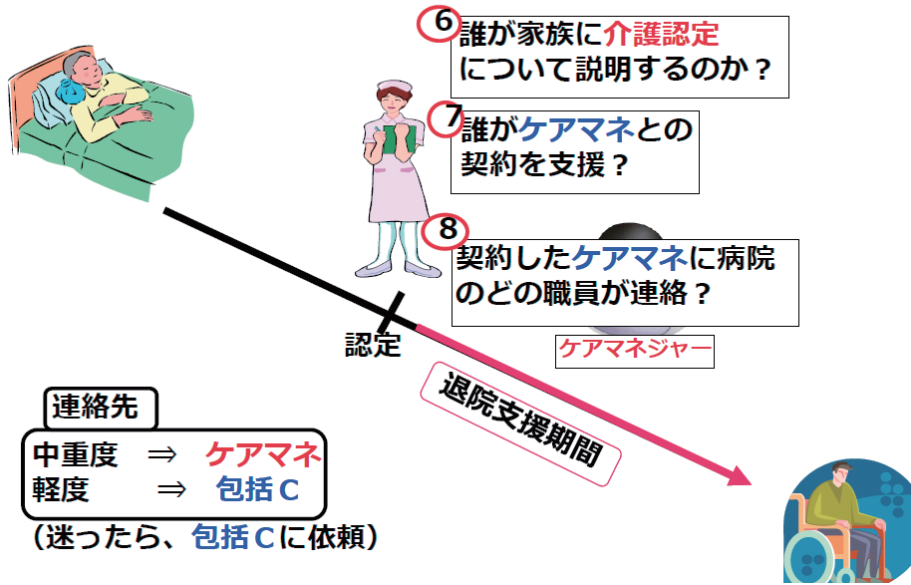 6
誰が家族に介護認定
について説明するのか？
7
誰がケアマネとの
契約を支援？
8
契約したケアマネに病院
のどの職員が連絡？
ケアマネジャー
認定
退院支援期間
連絡先
中重度 ⇒ ケアマネ
軽度 ⇒ 包括C
（迷ったら、包括Cに依頼）